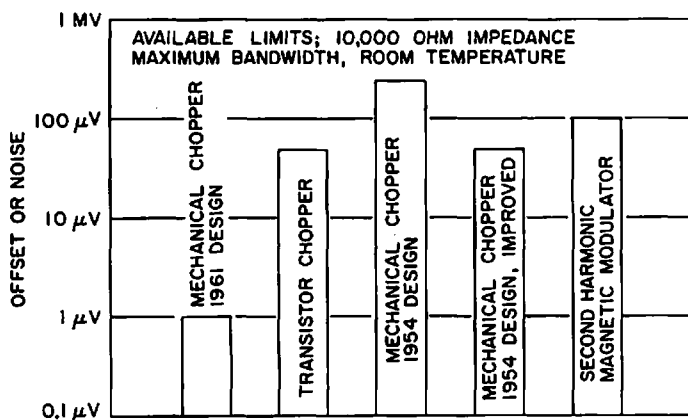 1 MV
AVAILABLE LIMITS; 10,000 OHM IMPEDANCE
MAXIMUM BANDWIDTH, ROOM TEMPERATURE
100 µV
10 µV
1 µV
0.1 µV
OFFSET OR NOISE
MECHANICAL CHOPPER
1961 DESIGN
TRANSISTOR CHOPPER
MECHANICAL CHOPPER
1954 DESIGN
MECHANICAL CHOPPER
1954 DESIGN, IMPROVED
SECOND HARMONIC
MAGNETIC MODULATOR